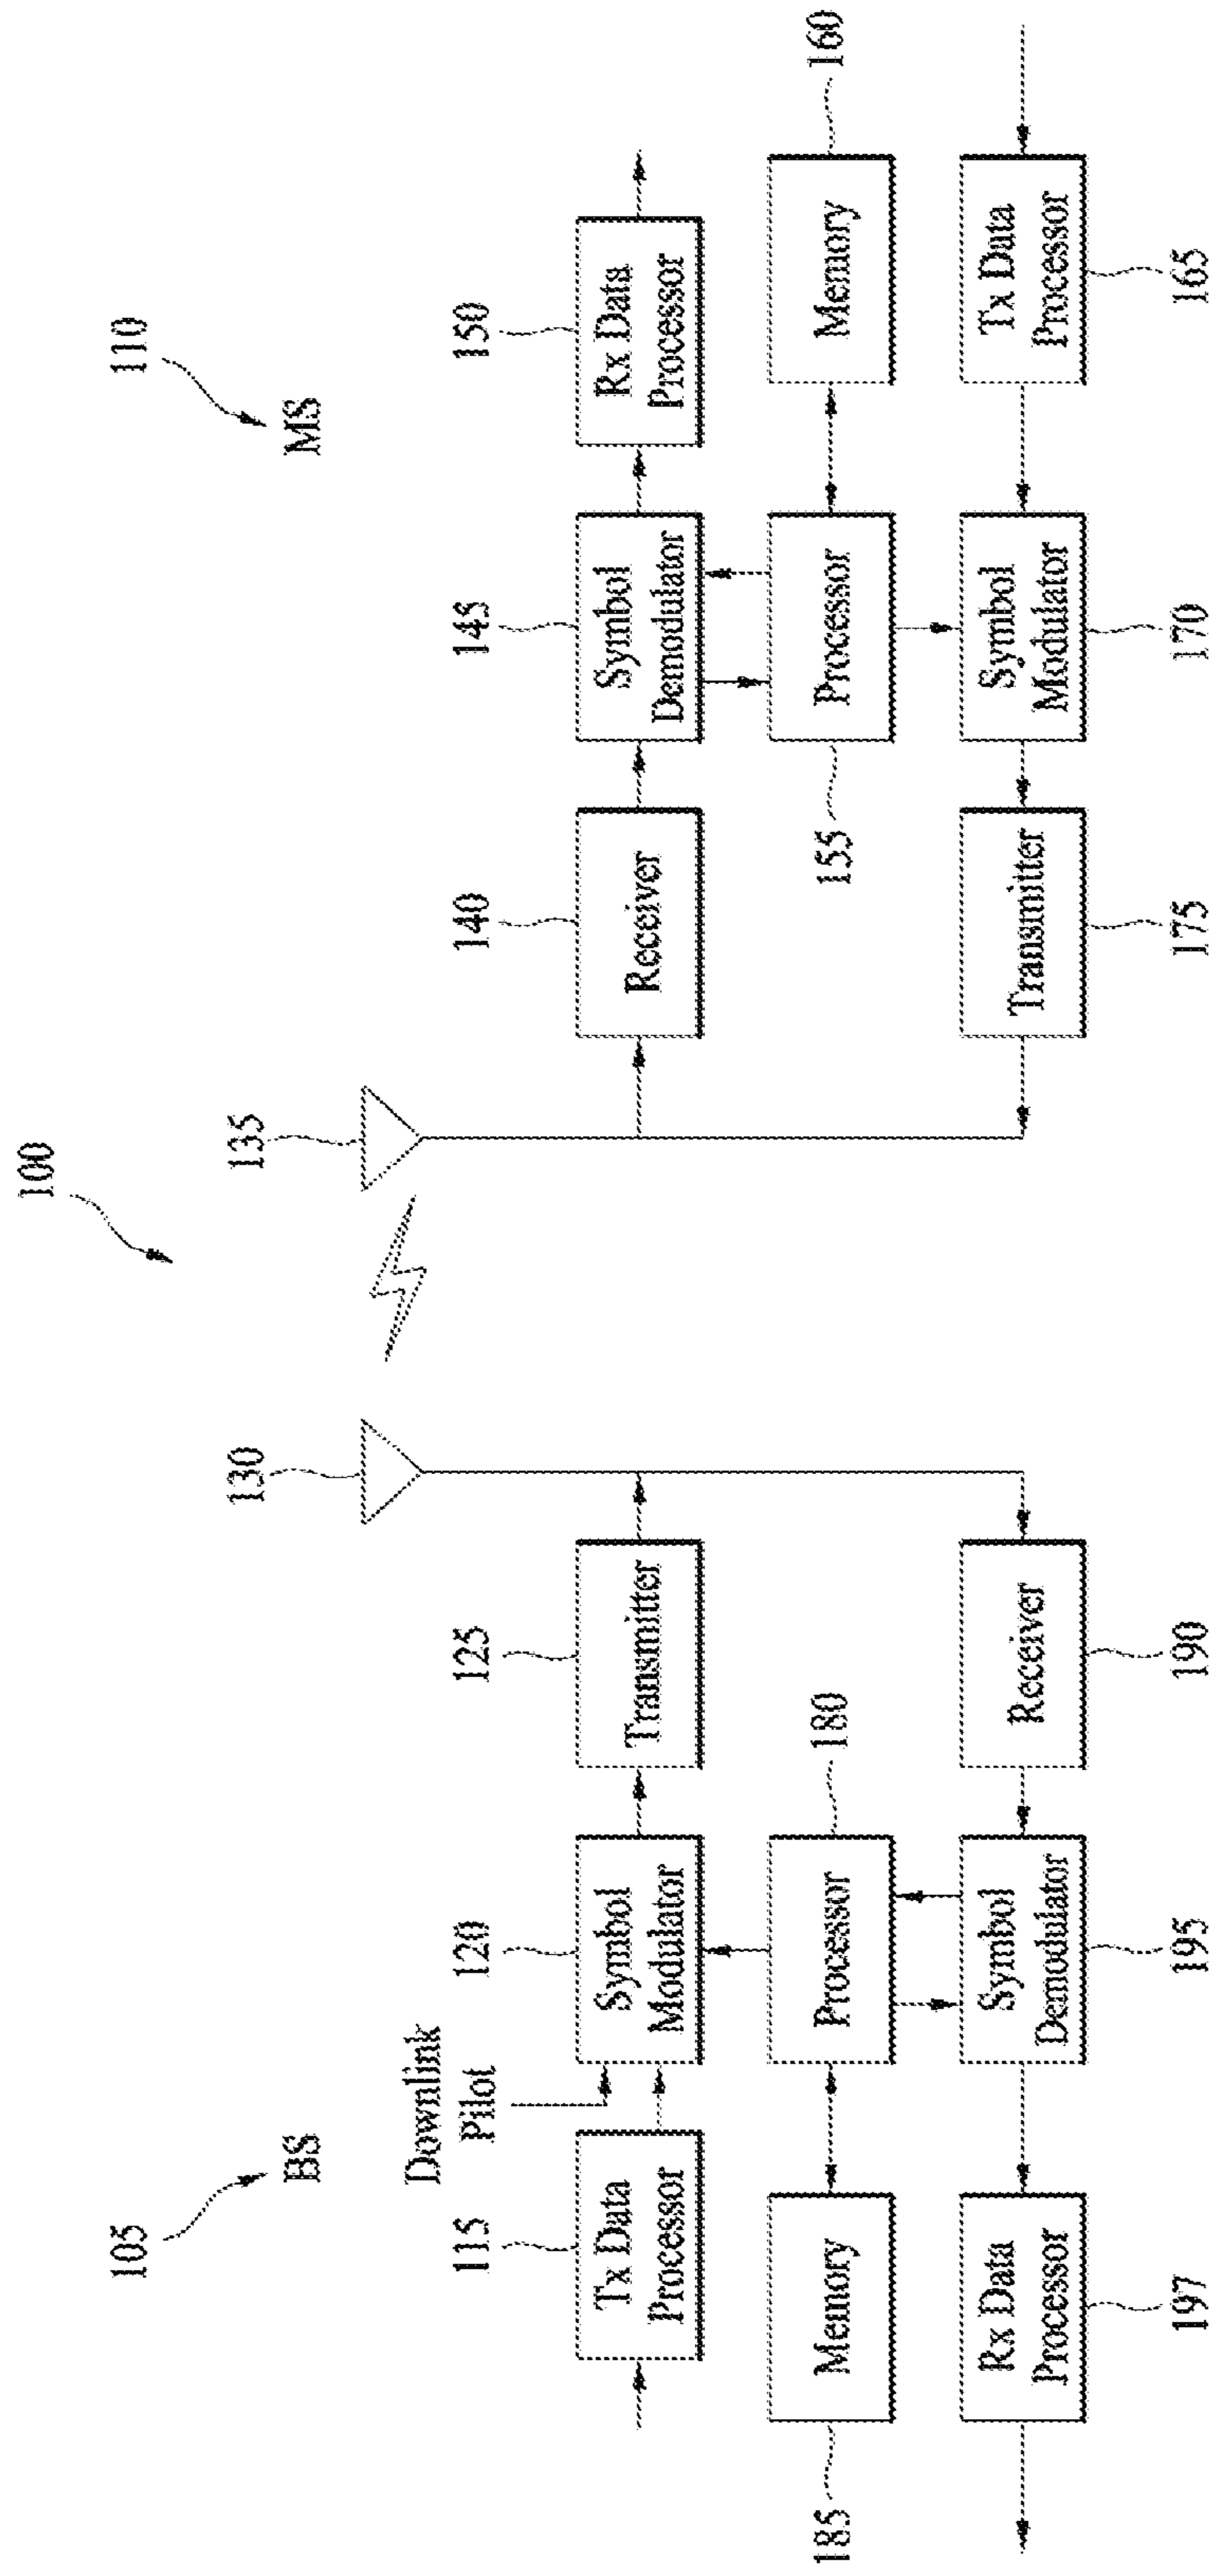 100
105
BS
110
MS
Downlink
Pilot
115
Tx Data
Processor
120
Symbol
Modulator
125
Transmitter
130
135
140
Receiver
145
Symbol
Demodulator
150
Rx Data
Processor
185
Memory
180
Processor
155
Processor
160
Memory
197
Rx Data
Processor
195
Symbol
Demodulator
190
Receiver
175
Transmitter
170
Symbol
Modulator
165
Tx Data
Processor